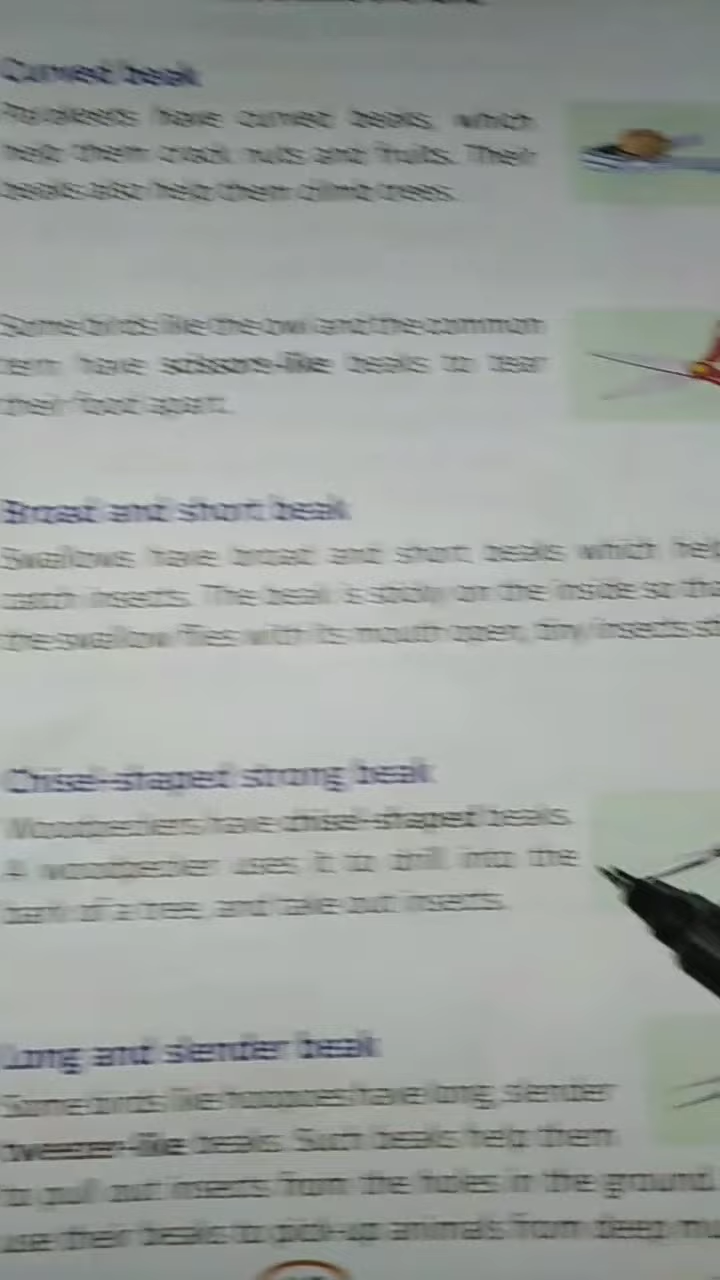 Curved beak
Parakeets have curved beaks, which
help them crack nuts and fruits. Their
beaks also help them climb trees.
Some birds like the owl and the common
tern have scissors-like beaks to tear
their food apart.
Broad and short beak
Swallows have broad and short beaks which help
catch insects. The beak is sticky on the inside so tha
the swallow flies with its mouth open, tiny insects st
Chisel-shaped strong beak
Woodpeckers have chisel-shaped beaks.
A woodpecker uses it to drill into the
bark of a tree, and take out insects.
Long and slender beak
Some birds like hoopoes have long, slender
tweezer-like beaks. Such beaks help them
to pull out insects from the holes in the ground.
use their beaks to pick-up animals from deep mu